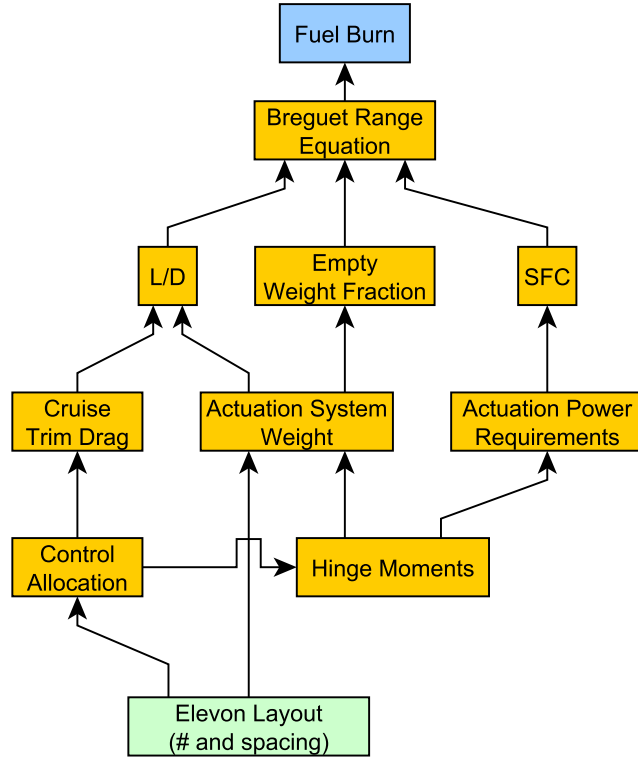 Fuel Burn
Breguet Range
Equation
L/D
Empty
Weight Fraction
SFC
Cruise
Trim Drag
Actuation System
Weight
Actuation Power
Requirements
Control
Allocation
Hinge Moments
Elevon Layout
(# and spacing)